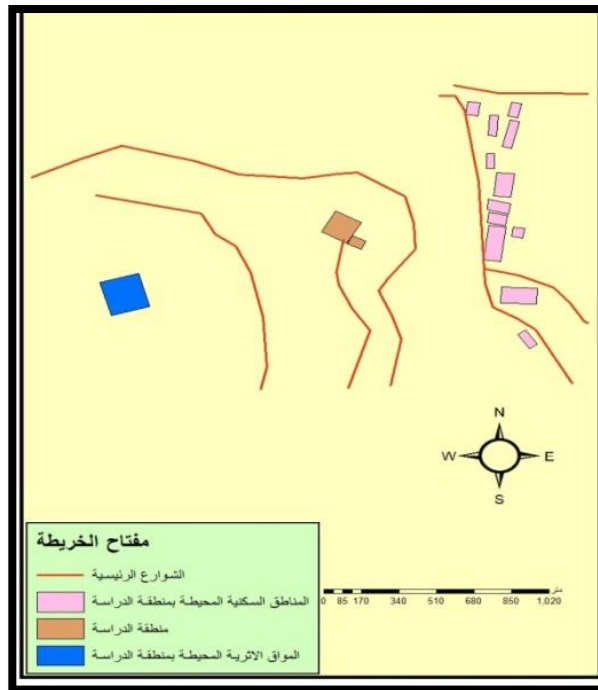 N
W E
S
مفتاح الخريطة
الشوارع الرئيسية
المناطق السكنية المحيطة بمنطقة الدراسة
منطقة الدراسة
المواق الاثرية المحيطة بمنطقة الدراسة
متر
0 85 170 340 510 680 850 1,020